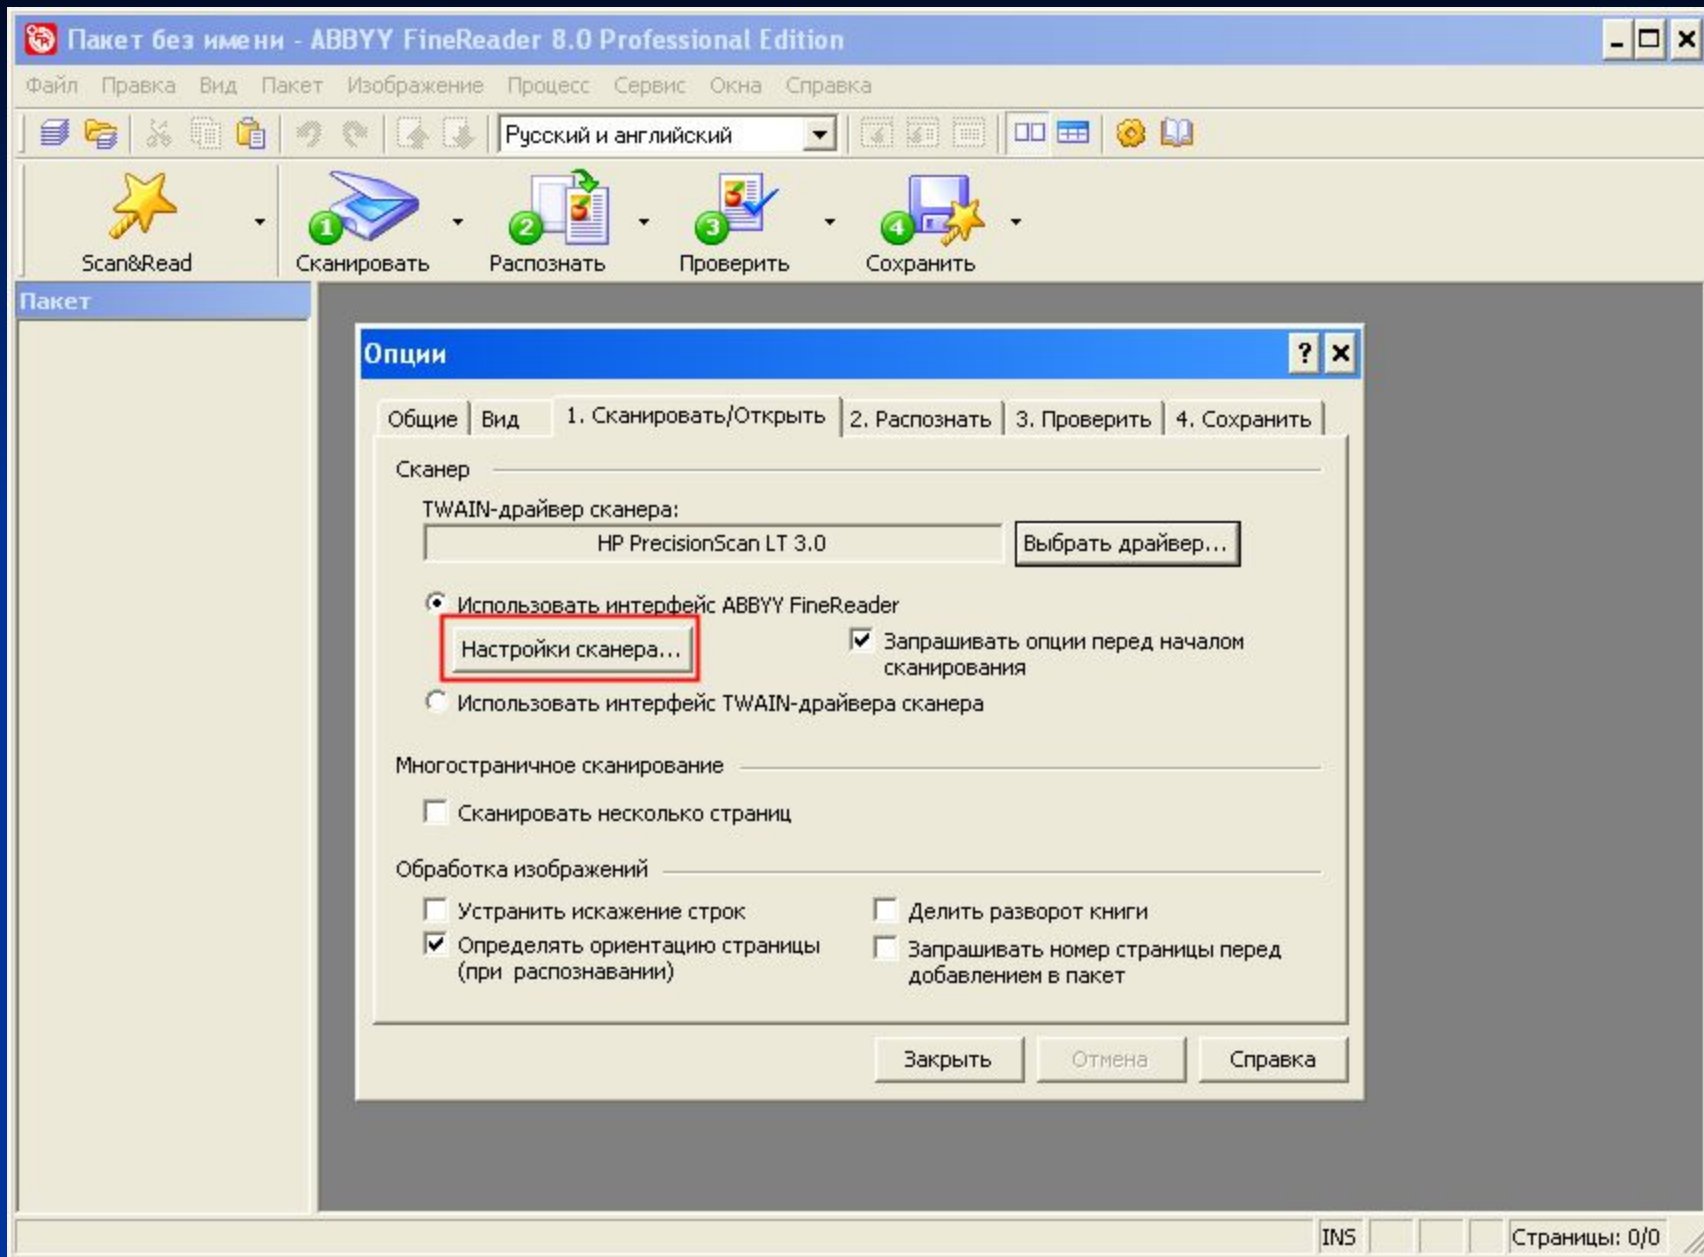 Пакет без имени - ABBYY FineReader 8.0 Professional Edition
Файл Правка Вид Пакет Изображение Процесс Сервис Окна Справка
Русский и английский
1 2 3 4
Scan&Read Сканировать Распознать Проверить Сохранить
Пакет
Опции
Общие Вид 1. Сканировать/Открыть 2. Распознать 3. Проверить 4. Сохранить
Сканер
TWAIN-драйвер сканера:
HP PrecisionScan LT 3.0 Выбрать драйвер...
Использовать интерфейс ABBYY FineReader
Настройки сканера... Запрашивать опции перед началом
сканирования
Использовать интерфейс TWAIN-драйвера сканера
Многостраничное сканирование
Сканировать несколько страниц
Обработка изображений
Устранить искажение строк Делить разворот книги
Определять ориентацию страницы Запрашивать номер страницы перед
(при распознавании) добавлением в пакет
Закрыть Отмена Справка
INS Страницы: 0/0